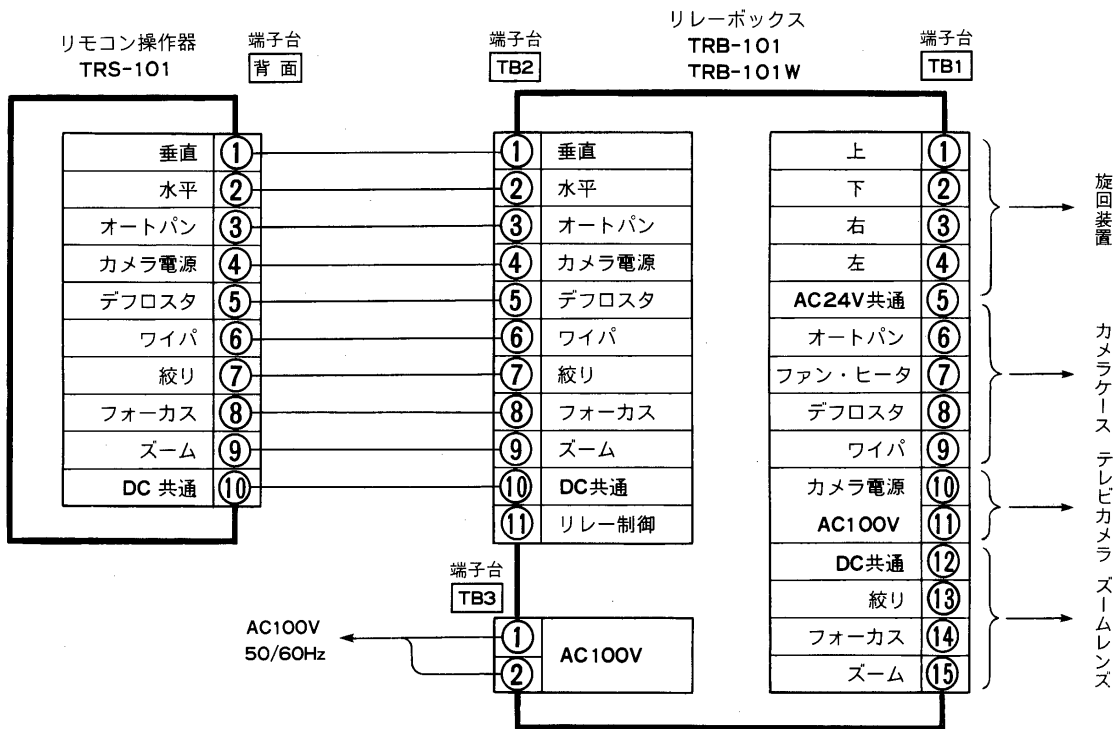 リモコン操作器
TRS-101
端子台
背面
垂直 ①
水平 ②
オートパン ③
カメラ電源 ④
デフロスタ ⑤
ワイパ ⑥
絞り ⑦
フォーカス ⑧
ズーム ⑨
DC共通 ⑩
リレーボックス
TRB-101
TRB-101W
端子台
TB2
① 垂直
② 水平
③ オートパン
④ カメラ電源
⑤ デフロスタ
⑥ ワイパ
⑦ 絞り
⑧ フォーカス
⑨ ズーム
⑩ DC共通
⑪ リレー制御
端子台
TB3
① ② AC100V
AC100V
50/60Hz
端子台
TB1
上 ①
下 ②
右 ③
左 ④
AC24V共通 ⑤
オートパン ⑥
ファン・ヒータ ⑦
デフロスタ ⑧
ワイパ ⑨
カメラ電源 ⑩
AC100V ⑪
DC共通 ⑫
絞り ⑬
フォーカス ⑭
ズーム ⑮
旋回装置
カメラケース
テレビカメラ
ズームレンズ